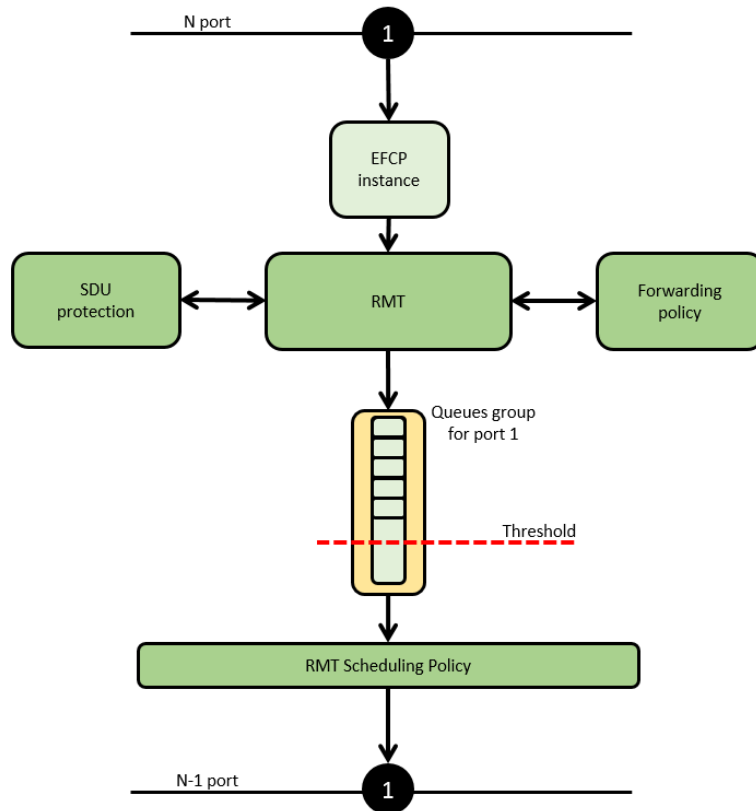 N port
1
EFCP
instance
SDU
protection
RMT
Forwarding
policy
Queues group
for port 1
Threshold
RMT Scheduling Policy
N-1 port
1